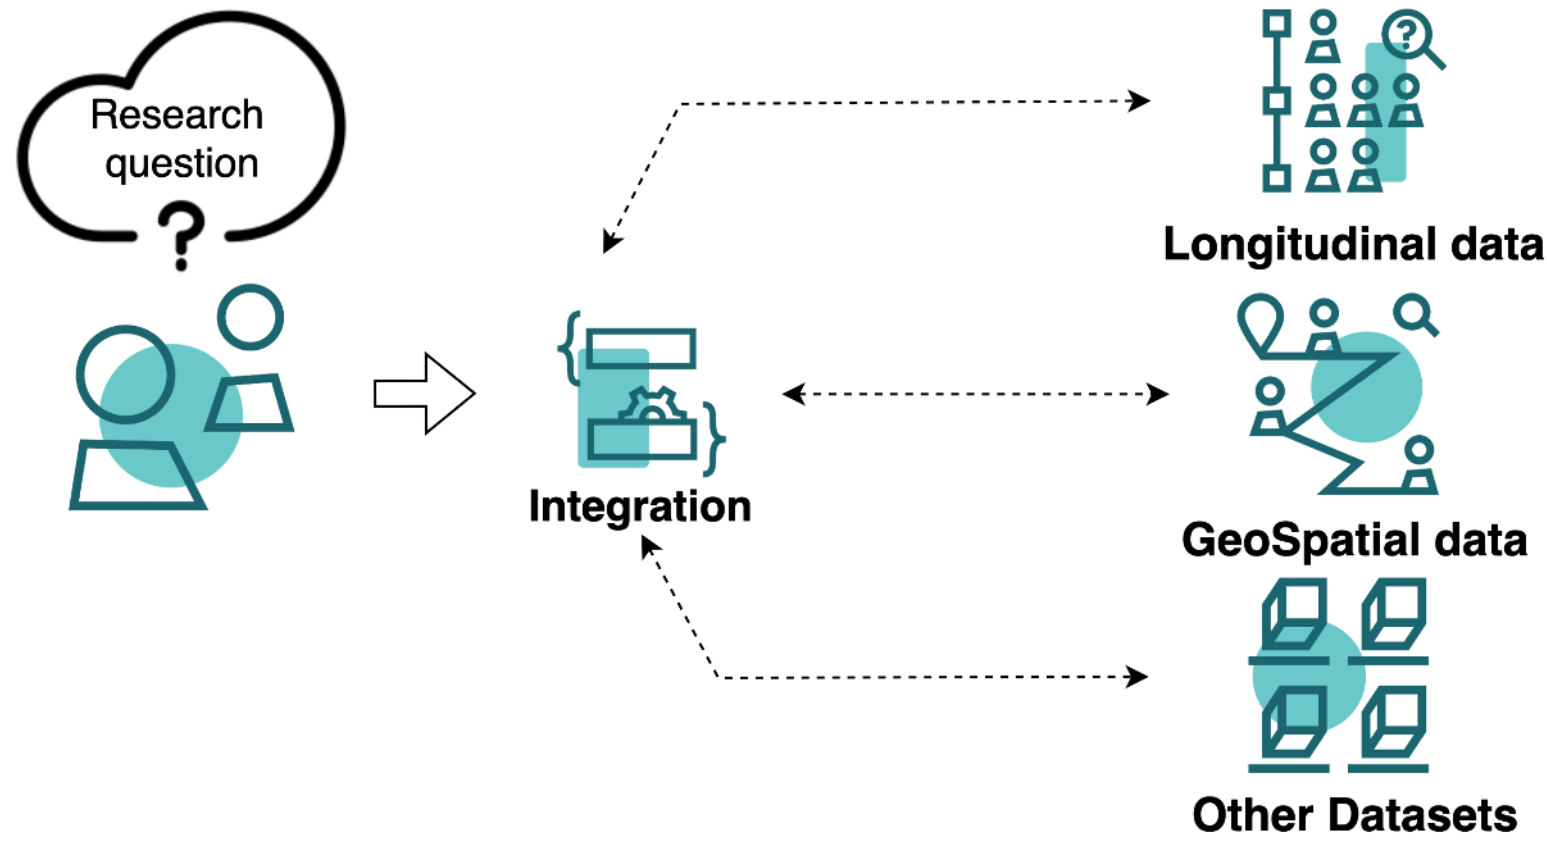 Research
question
?
?
Integration
Longitudinal data
GeoSpatial data
Other Datasets